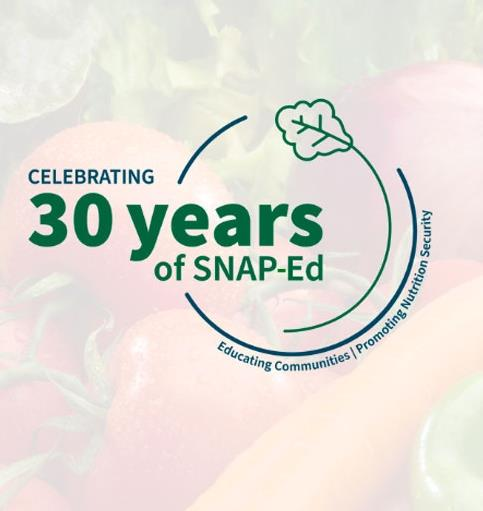 CELEBRATING
30 years
of SNAP-Ed
Educating Communities | Promoting Nutrition Security